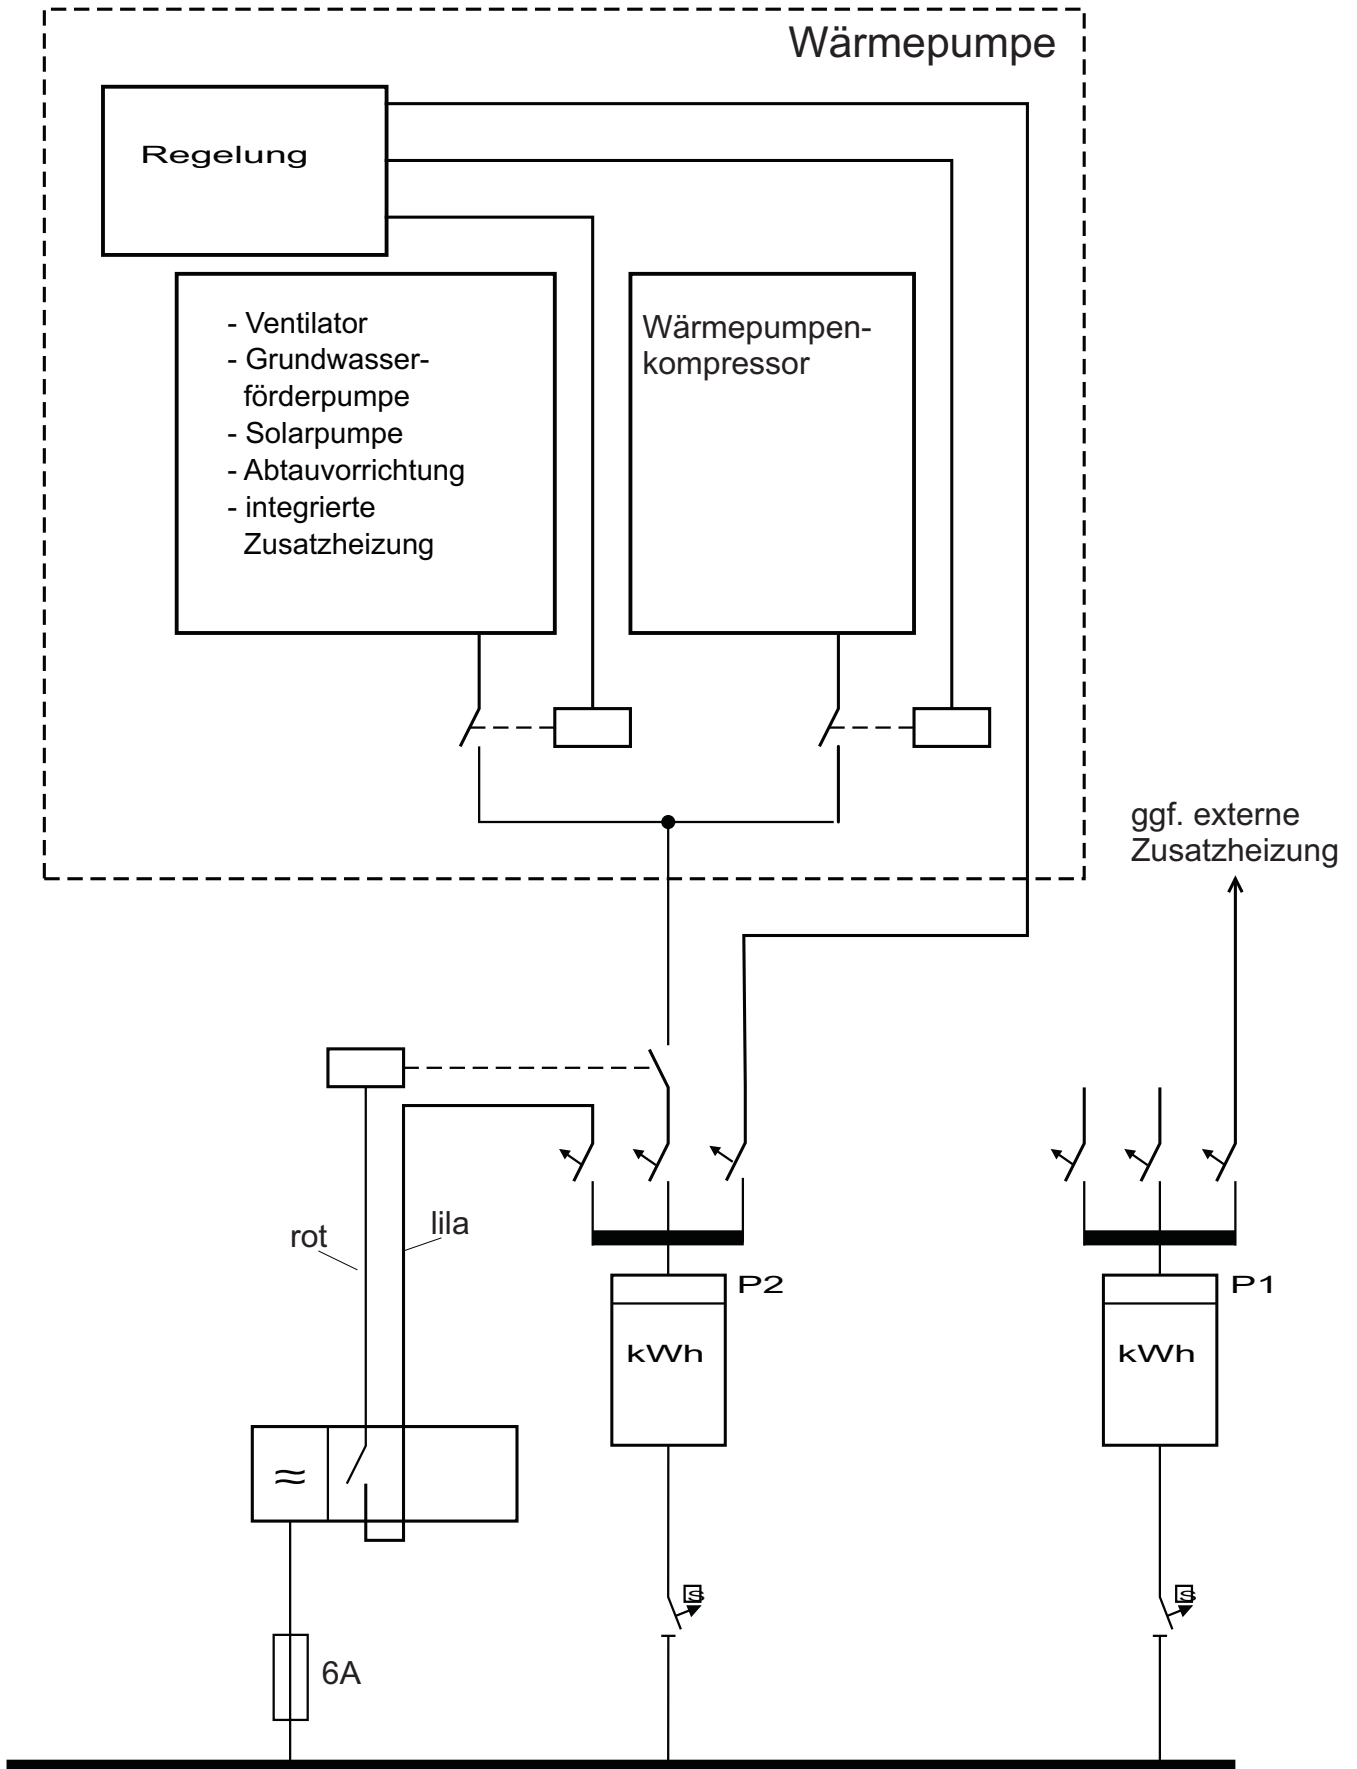 Wärmepumpe
Regelung
- Ventilator
- Grundwasser-
förderpumpe
- Solarpumpe
- Abtauvorrichtung
- integrierte
Zusatzheizung
Wärmepumpen-
kompressor
ggf. externe
Zusatzheizung
rot
lila
P2
kWh
P1
kWh
≈
s
s
6A